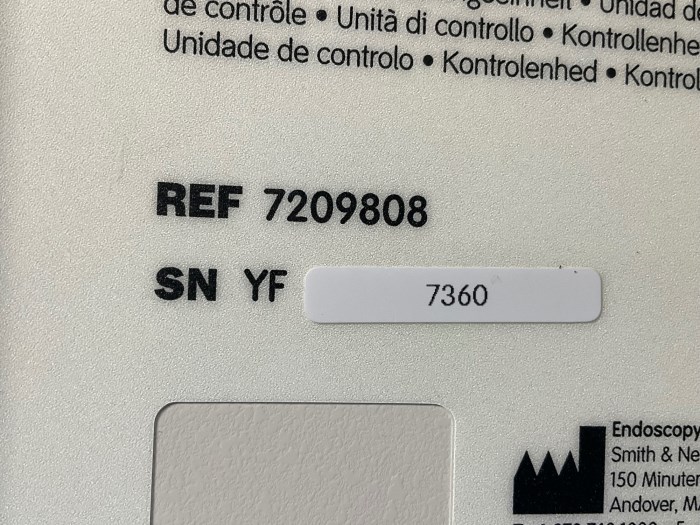 de contrôle • Unità di controllo • Kontrollenhe
Unidade de controlo • Kontrolenhed • Kontrol
REF 7209808
SN YF 7360
Endoscopy
Smith & Ne
150 Minuter
Andover, M